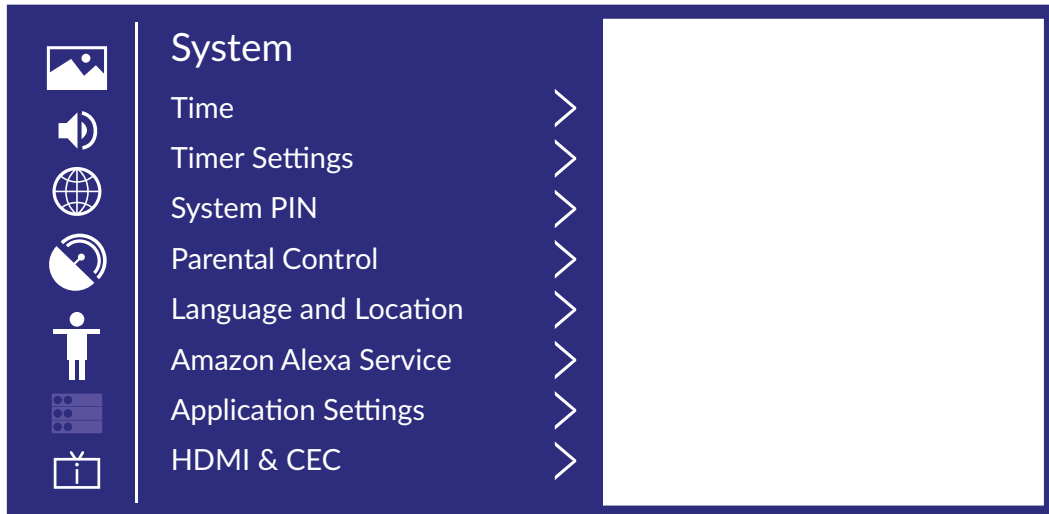 System
Time
Timer Settings
System PIN
Parental Control
Language and Location
Amazon Alexa Service
Application Settings
HDMI & CEC
i